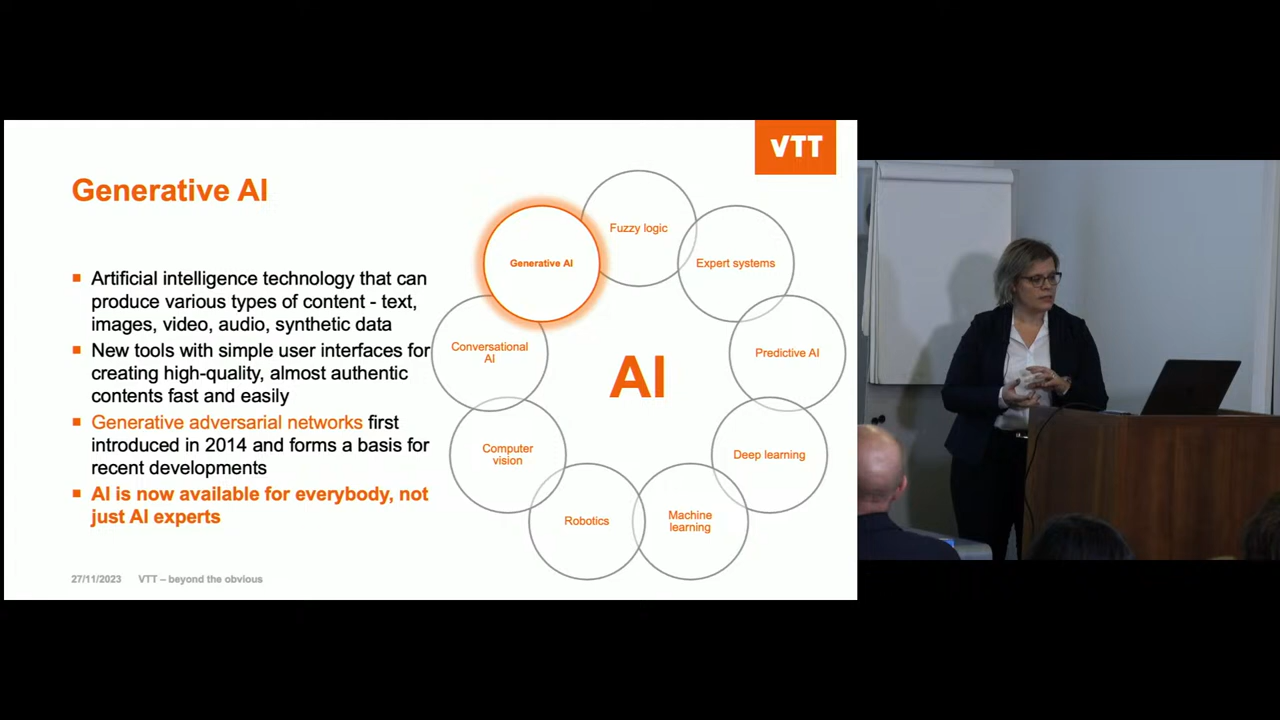 VTT
Generative AI
Artificial intelligence technology that can
produce various types of content - text,
images, video, audio, synthetic data
New tools with simple user interfaces for
creating high-quality, almost authentic
contents fast and easily
Generative adversarial networks first
introduced in 2014 and forms a basis for
recent developments
AI is now available for everybody, not
just AI experts
Fuzzy logic
Generative AI
Expert systems
Conversational
AI
Predictive AI
AI
Computer
vision
Deep learning
Robotics
Machine
learning
27/11/2023 VTT – beyond the obvious